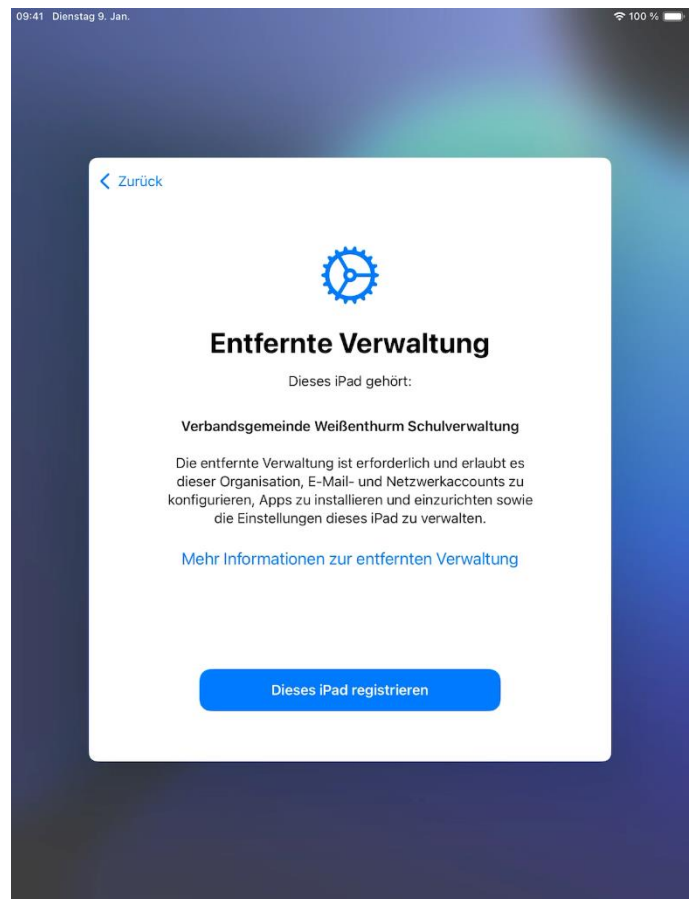 09:41 Dienstag 9. Jan.
100 %
Zurück
Entfernte Verwaltung
Dieses iPad gehört:
Verbandsgemeinde Weißenthurm Schulverwaltung
Die entfernte Verwaltung ist erforderlich und erlaubt es
dieser Organisation, E-Mail- und Netzwerkaccounts zu
konfigurieren, Apps zu installieren und einzurichten sowie
die Einstellungen dieses iPad zu verwalten.
Mehr Informationen zur entfernten Verwaltung
Dieses iPad registrieren